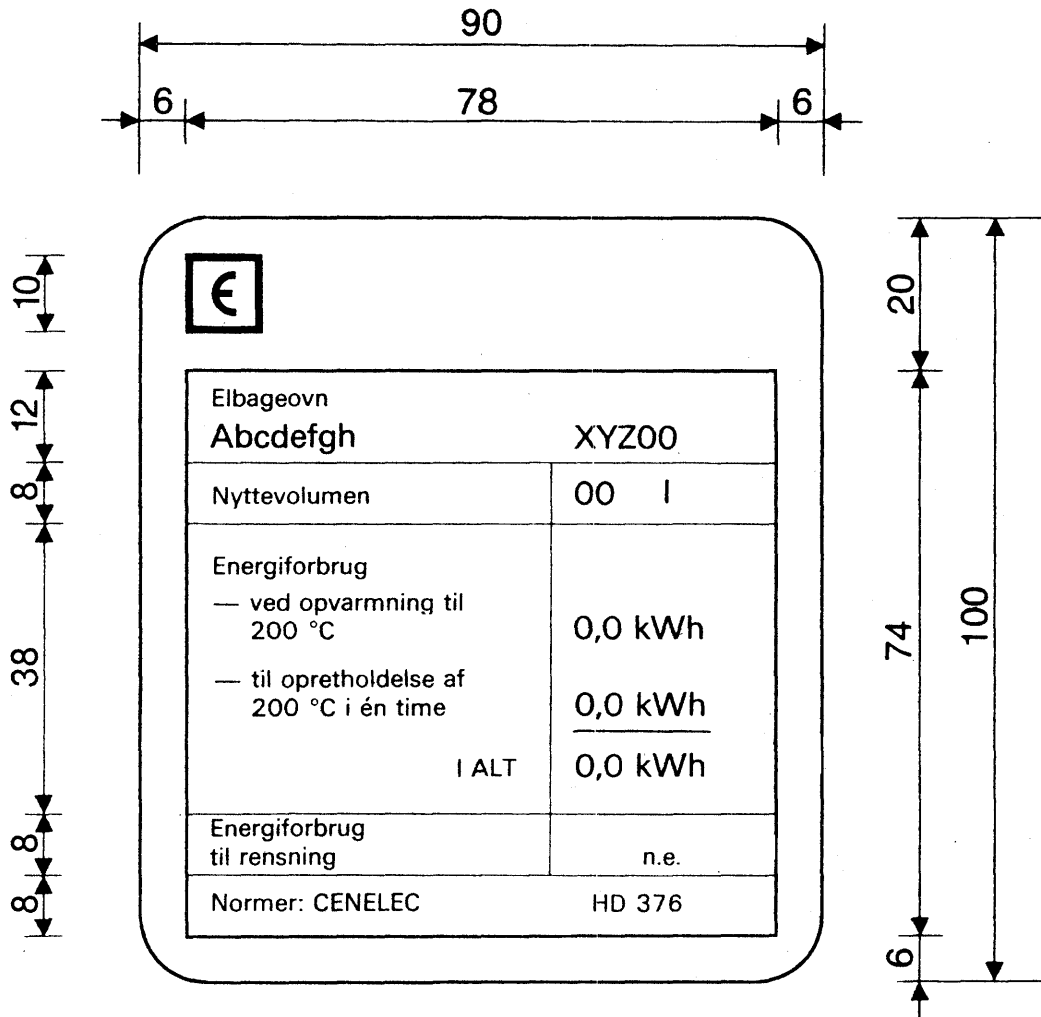 90
6 78 6
10
20
Є
12
Elbageovn
Abcdefgh XYZ00
8
Nyttevolumen 00 l
38
Energiforbrug
— ved opvarmning til
200 °C 0,0 kWh
74
100
— til opretholdelse af
200 °C i én time 0,0 kWh
I ALT 0,0 kWh
8
Energiforbrug
til rensning n.e.
8
Normer: CENELEC HD 376
6